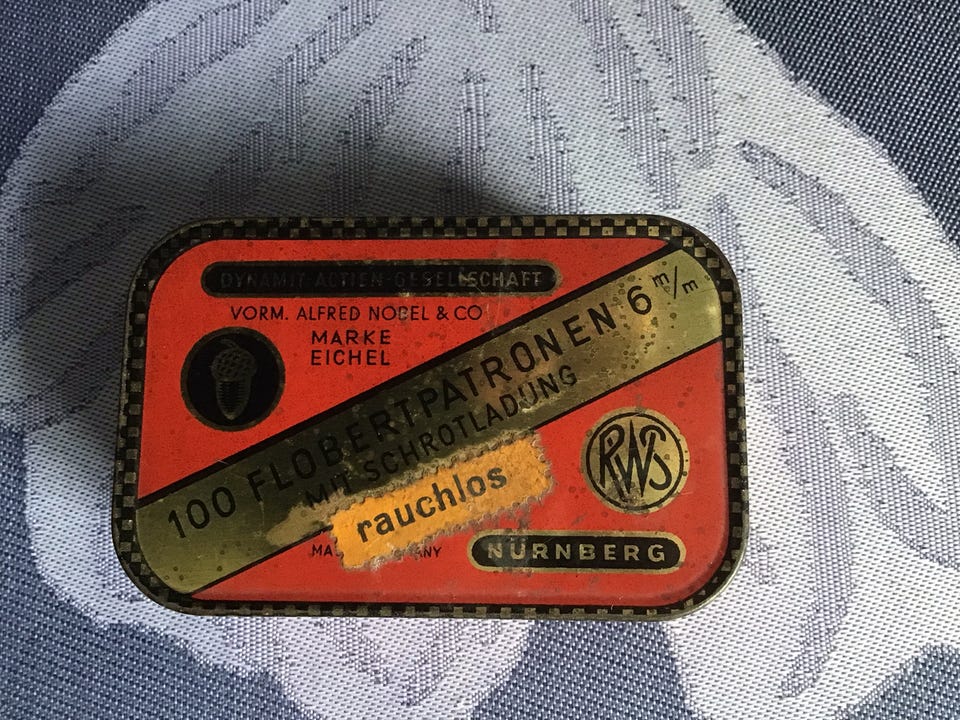 DYNAMIT-ACTIEN-GESELLSCHAFT
VORM. ALFRED NOBEL & CO
MARKE
EICHEL
100 FLOBERTPATRONEN 6 m/m
MIT SCHROTLADUNG
rauchlos
RWS
NÜRNBERG